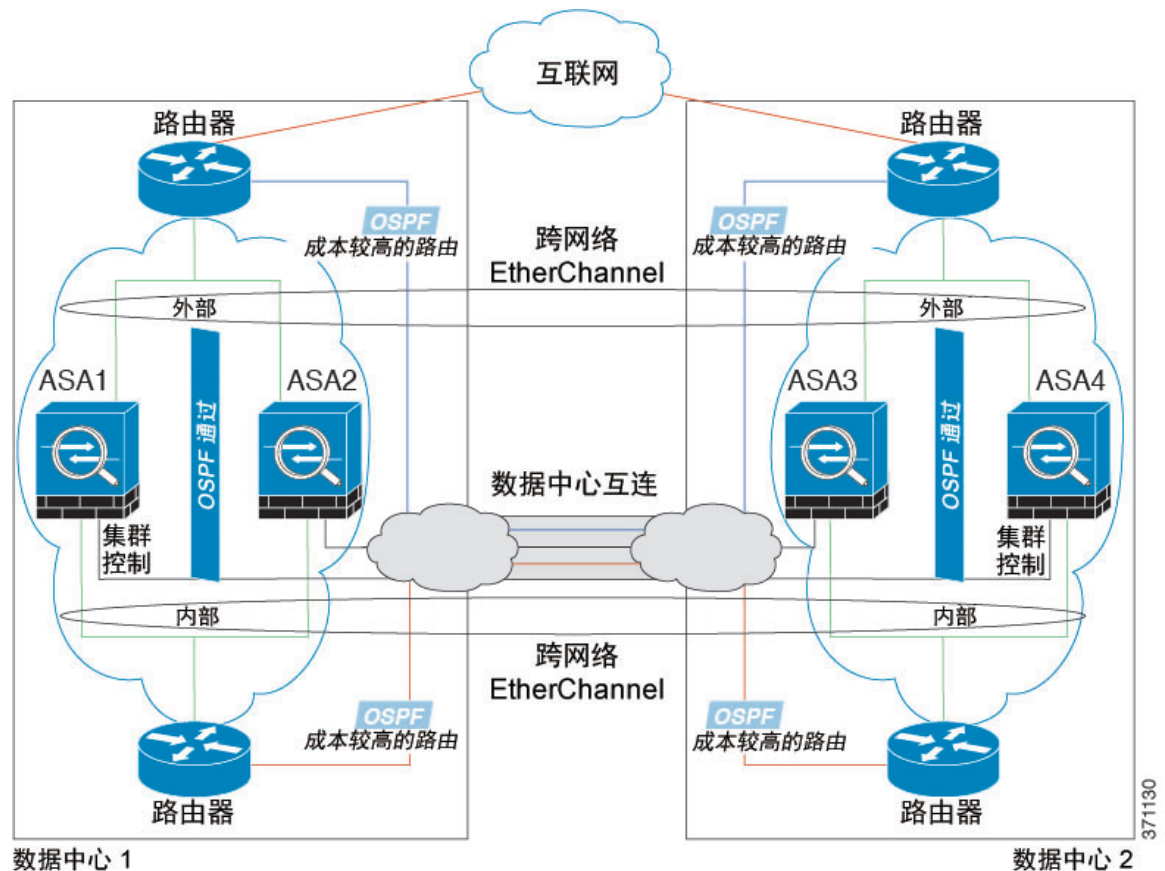 互联网
路由器
路由器
OSPF
成本较高的路由
跨网络
EtherChannel
OSPF
成本较高的路由
外部
外部
ASA1
ASA2
ASA3
ASA4
OSPF 通过
OSPF 通过
数据中心互连
集群
控制
集群
控制
内部
内部
跨网络
EtherChannel
OSPF
成本较高的路由
OSPF
成本较高的路由
路由器
路由器
371130
数据中心 1
数据中心 2